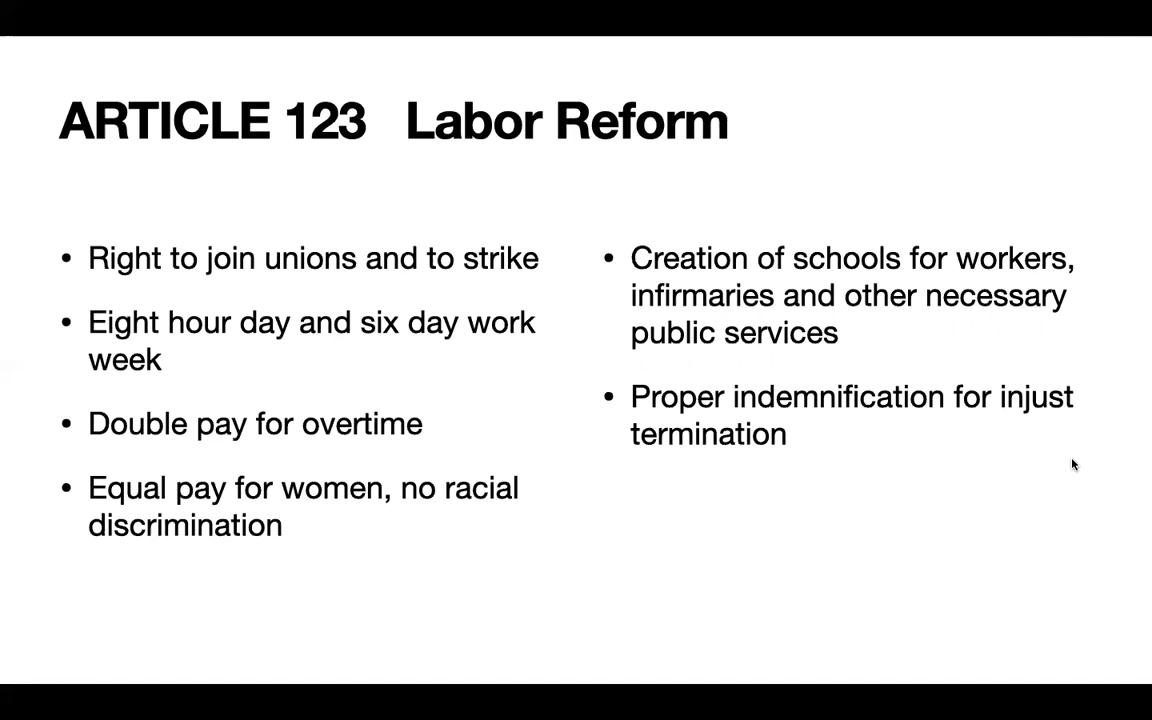 ARTICLE 123 Labor Reform
• Right to join unions and to strike
• Eight hour day and six day work
week
• Double pay for overtime
• Equal pay for women, no racial
discrimination
• Creation of schools for workers,
infirmaries and other necessary
public services
• Proper indemnification for injust
termination